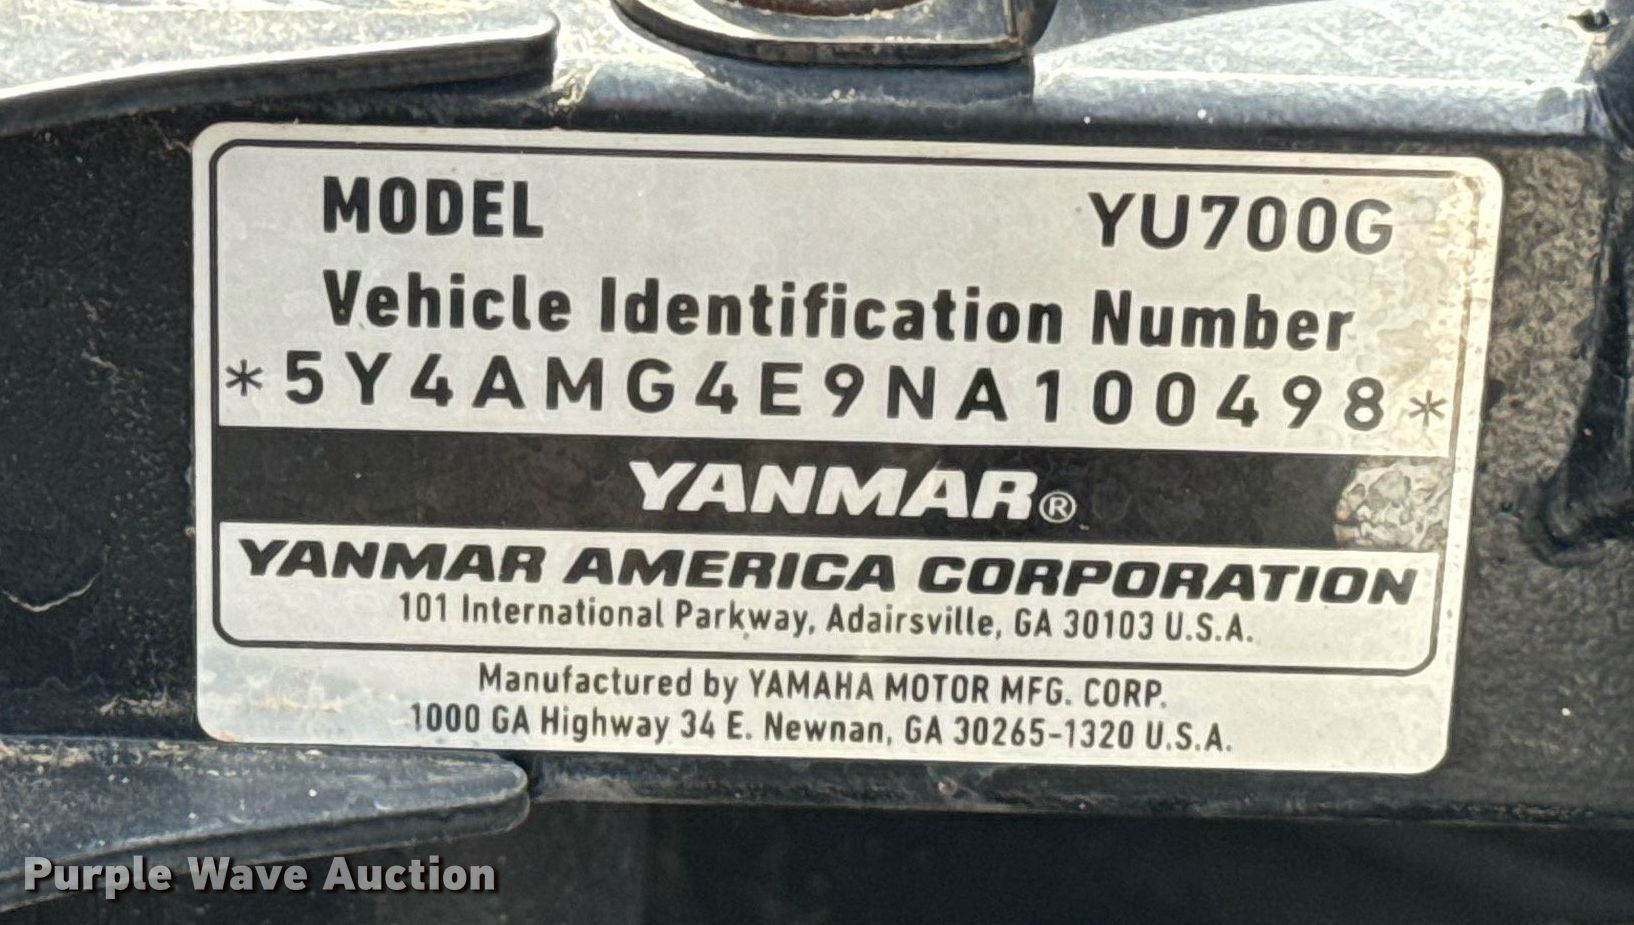 MODEL YU700G
Vehicle Identification Number
*5Y4AMG4E9NA100498*
YANMAR®
YANMAR AMERICA CORPORATION
101 International Parkway, Adairsville, GA 30103 U.S.A.
Manufactured by YAMAHA MOTOR MFG. CORP.
1000 GA Highway 34 E. Newnan, GA 30265-1320 U.S.A.
Purple Wave Auction